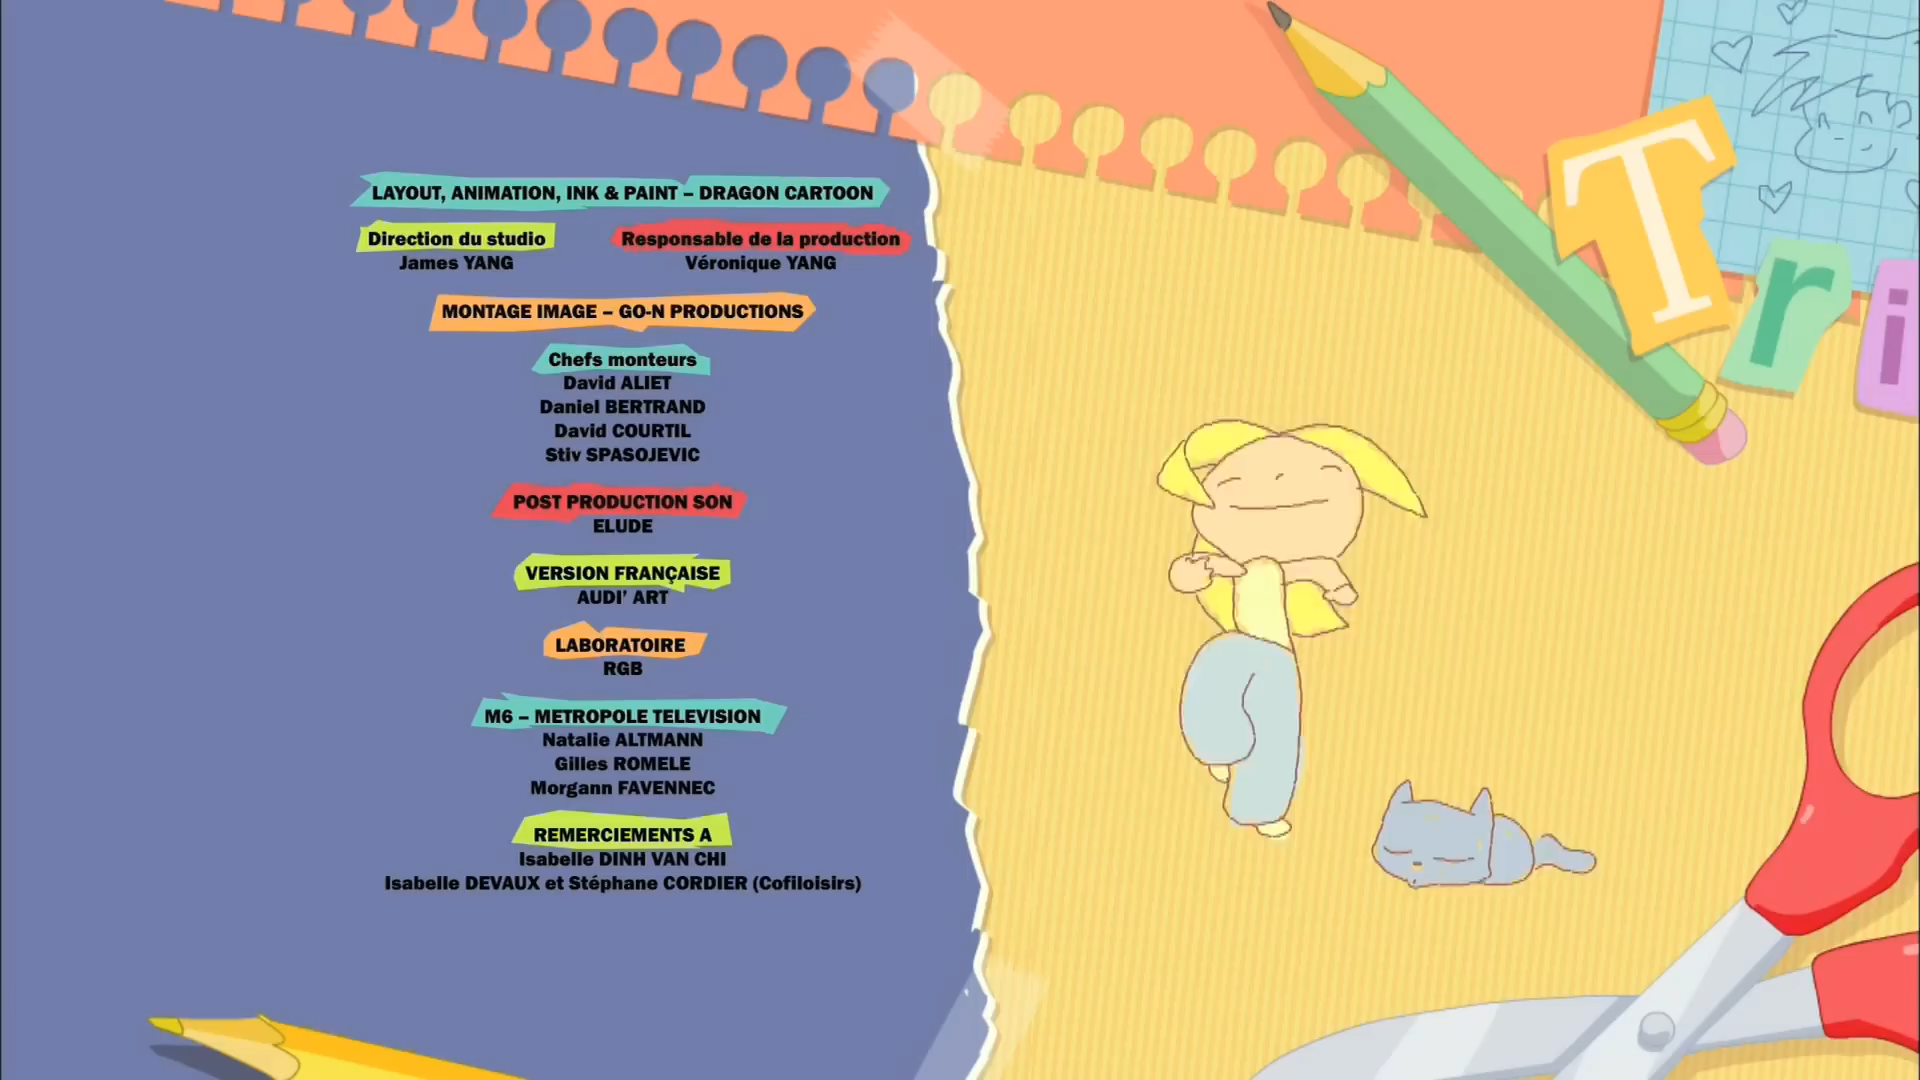 LAYOUT, ANIMATION, INK & PAINT – DRAGON CARTOON
Direction du studio
James YANG
Responsable de la production
Véronique YANG
MONTAGE IMAGE – GO-N PRODUCTIONS
Chefs monteurs
David ALIET
Daniel BERTRAND
David COURTIL
Stiv SPASOJEVIC
POST PRODUCTION SON
ELUDE
VERSION FRANÇAISE
AUDI’ ART
LABORATOIRE
RGB
M6 – METROPOLE TELEVISION
Natalie ALTMANN
Gilles ROMELE
Morgann FAVENNEC
REMERCIEMENTS A
Isabelle DINH VAN CHI
Isabelle DEVAUX et Stéphane CORDIER (Cofiloisirs)
Tri